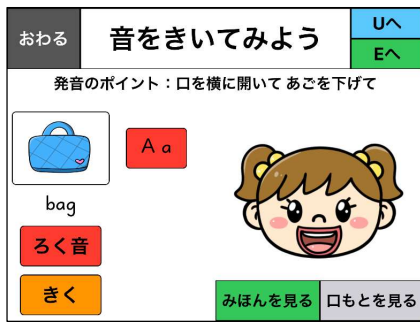 おわる
音をきいてみよう
Uへ
Eへ
発音のポイント：口を横に開いて あごを下げて
A a
bag
ろく音
きく
みほんを見る
口もとを見る